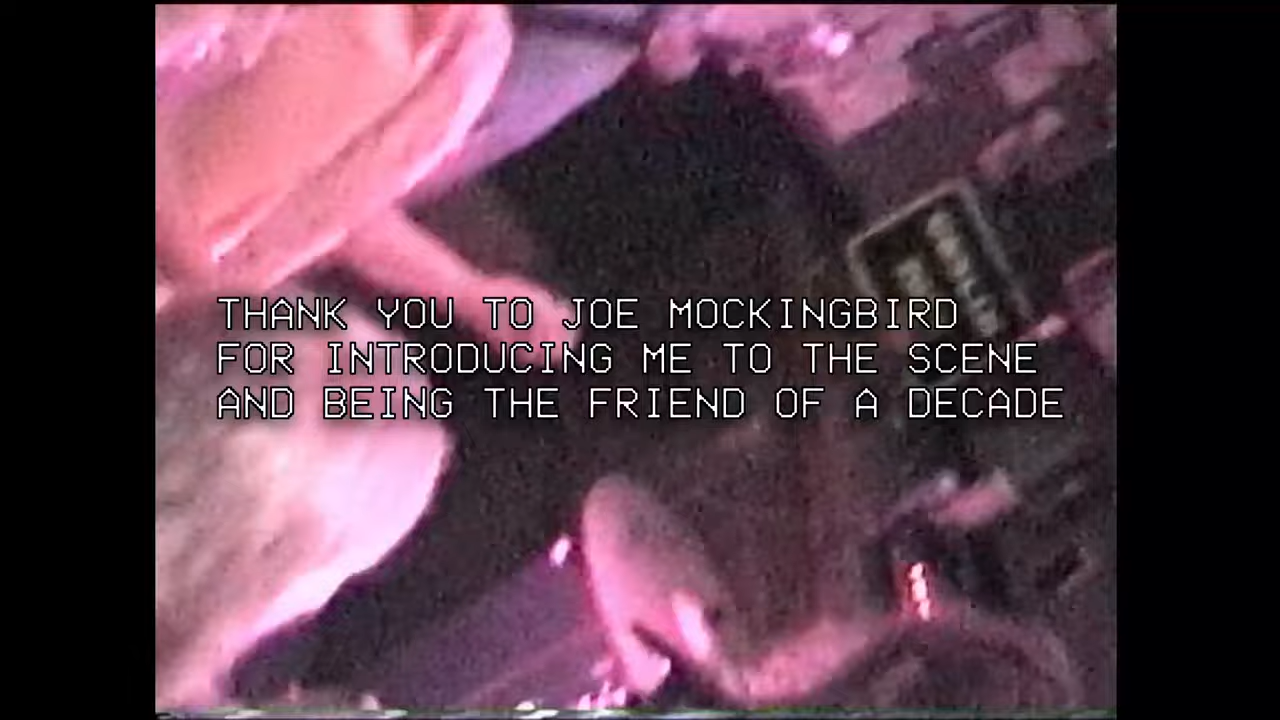 THANK YOU TO JOE MOCKINGBIRD
FOR INTRODUCING ME TO THE SCENE
AND BEING THE FRIEND OF A DECADE